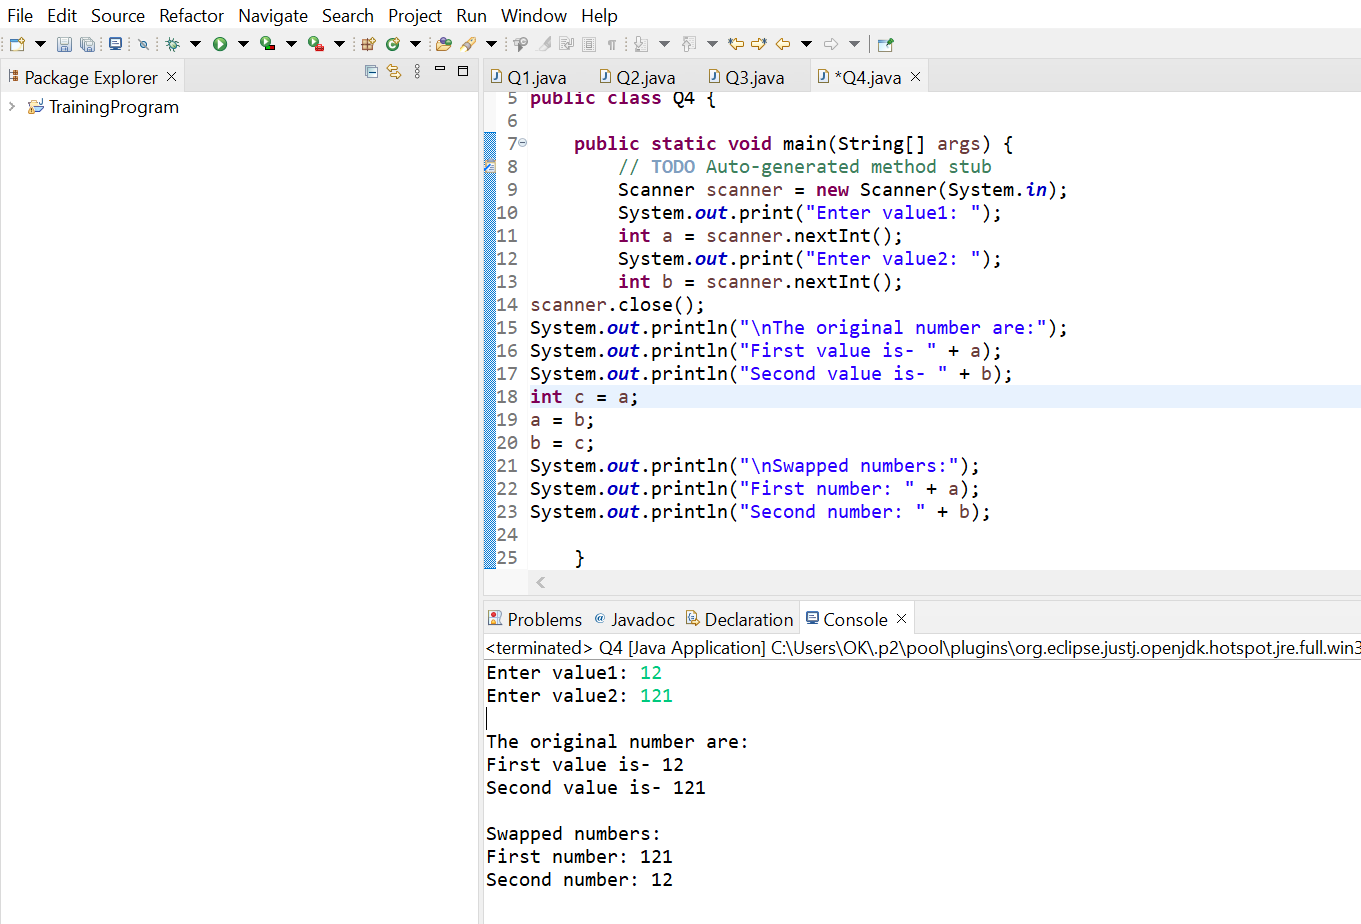 File Edit Source Refactor Navigate Search Project Run Window Help
Package Explorer
TrainingProgram
Q1.java Q2.java Q3.java *Q4.java
5 public class Q4 {
6
7 public static void main(String[] args) {
8 // TODO Auto-generated method stub
9 Scanner scanner = new Scanner(System.in);
10 System.out.print("Enter value1: ");
11 int a = scanner.nextInt();
12 System.out.print("Enter value2: ");
13 int b = scanner.nextInt();
14 scanner.close();
15 System.out.println("\nThe original number are:");
16 System.out.println("First value is- " + a);
17 System.out.println("Second value is- " + b);
18 int c = a;
19 a = b;
20 b = c;
21 System.out.println("\nSwapped numbers:");
22 System.out.println("First number: " + a);
23 System.out.println("Second number: " + b);
24
25 }
Problems Javadoc Declaration Console
<terminated> Q4 [Java Application] C:\Users\OK\.p2\pool\plugins\org.eclipse.justj.openjdk.hotspot.jre.full.win3
Enter value1: 12
Enter value2: 121
The original number are:
First value is- 12
Second value is- 121
Swapped numbers:
First number: 121
Second number: 12